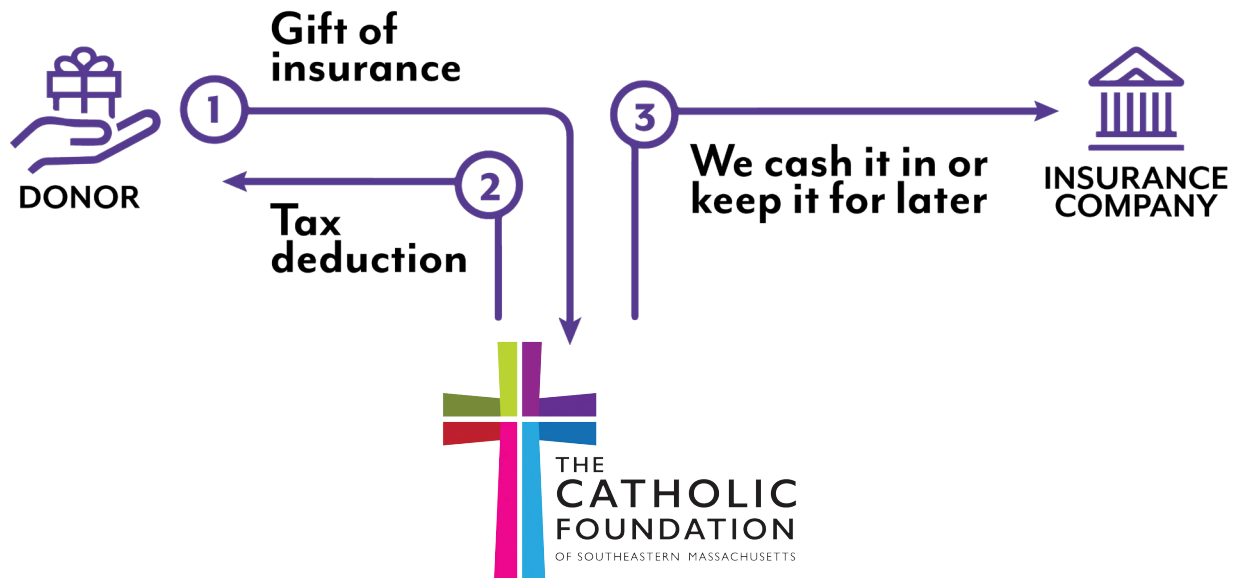 Gift of
insurance
1
DONOR
2
Tax
deduction
3
We cash it in or
keep it for later
INSURANCE
COMPANY
THE
CATHOLIC
FOUNDATION
OF SOUTHEASTERN MASSACHUSETTS